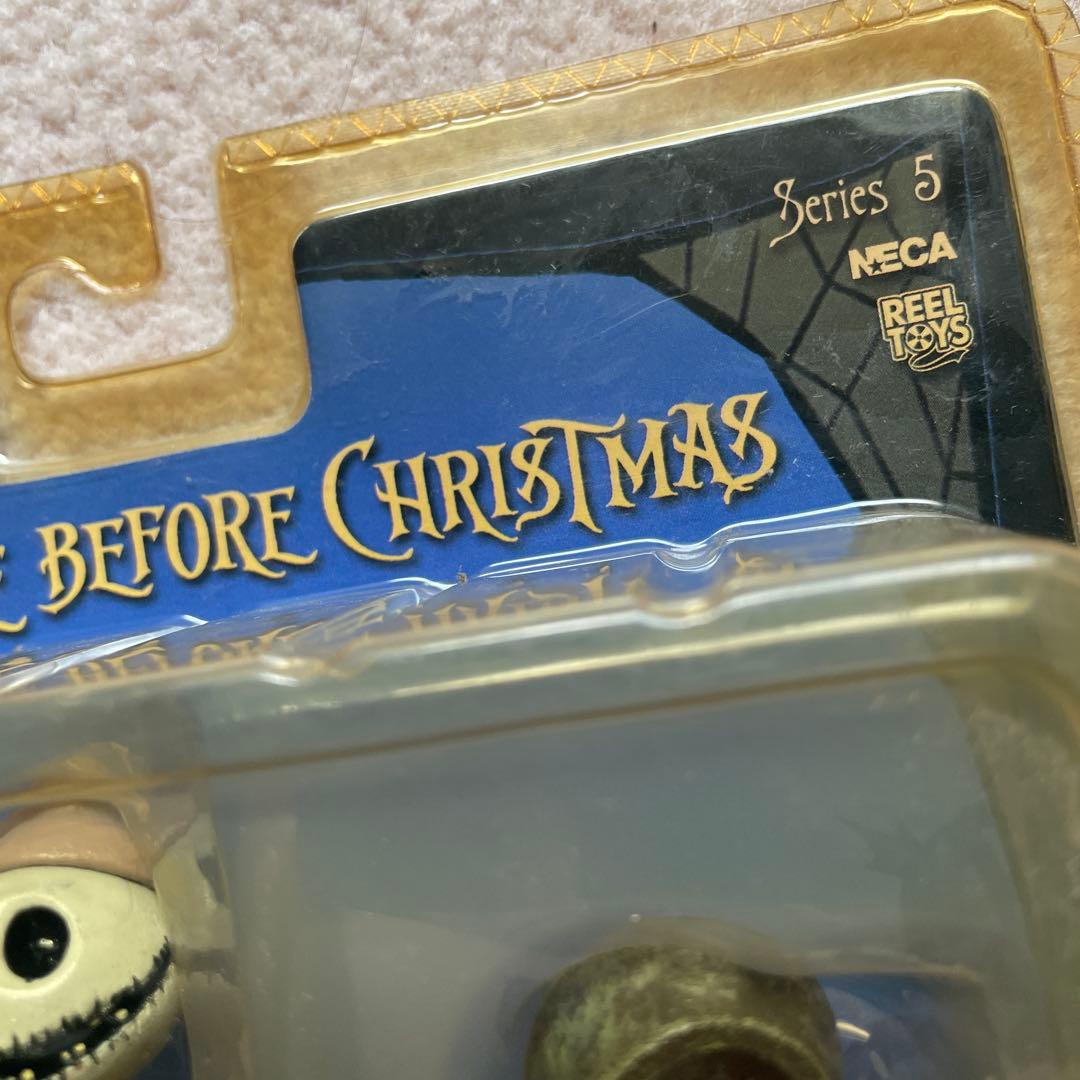 Series 5
NECA
REEL
TOYS
BEFORE CHRISTMAS